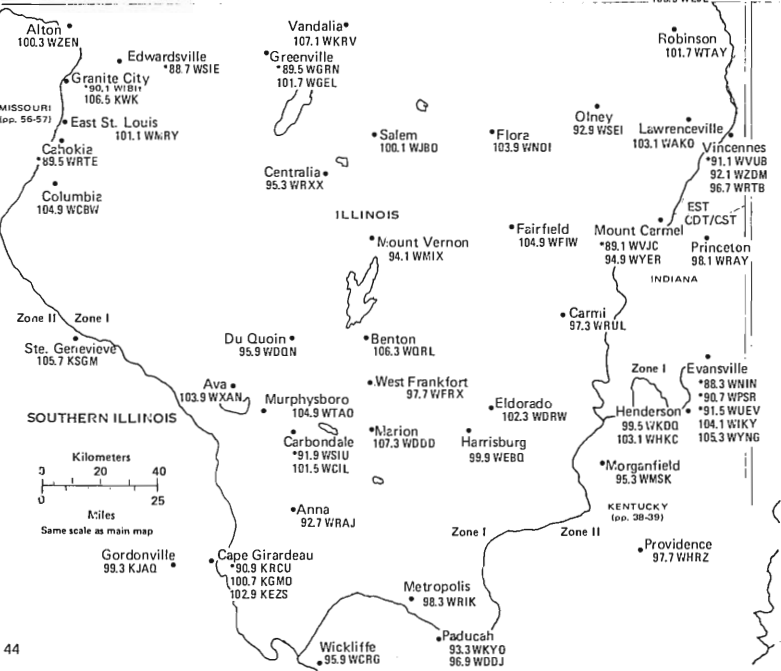 Alton
100.3 WZEN
Edwardsville
*88.7 WSIE
Granite City
*90.1 WIBI
106.5 KWK
MISSOURI
(pp. 56-57)
East St. Louis
101.1 WMRY
Cahokia
*89.5 WRTE
Columbia
104.9 WCBW
Vandalia
107.1 WKRV
Greenville
*89.5 WGRN
101.7 WGEL
Salem
100.1 WJBD
Centralia
95.3 WRXX
ILLINOIS
Flora
103.9 WNOI
Olney
92.9 WSEI
Robinson
101.7 WTAY
Lawrenceville
103.1 WAKO
Vincennes
*91.1 WVUB
92.1 WZDM
96.7 WRTB
EST
CDT/CST
Mount Carmel
*89.1 WVJC
94.9 WYER
Princeton
98.1 WRAY
INDIANA
Fairfield
104.9 WFIW
Mount Vernon
94.1 WMIX
Carmi
97.3 WRUL
Zone II
Zone I
Ste. Genevieve
105.7 KSGM
Du Quoin
95.9 WDQN
Benton
106.3 WQRL
Ava
103.9 WXAN
West Frankfort
97.7 WFRX
Murphysboro
104.9 WTAO
Eldorado
102.3 WDRW
Carbondale
*91.9 WSIU
101.5 WCIL
Marion
107.3 WDDD
Harrisburg
99.9 WEBQ
Zone I
Evansville
*88.3 WNIN
*90.7 WPSR
*91.5 WUEV
104.1 WIKY
105.3 WYNG
Henderson
99.5 WKDQ
103.1 WHKC
Morganfield
95.3 WMSK
SOUTHERN ILLINOIS
Kilometers
0 20 40
0 25
Miles
Same scale as main map
Anna
92.7 WRAJ
KENTUCKY
(pp. 38-39)
Zone I
Zone II
Providence
97.7 WHRZ
Gordonville
99.3 KJAQ
Cape Girardeau
*90.9 KRCU
100.7 KGMO
102.9 KEZS
Metropolis
98.3 WRIK
Paducah
93.3 WKYQ
96.9 WDDJ
Wickliffe
95.9 WCRG
44